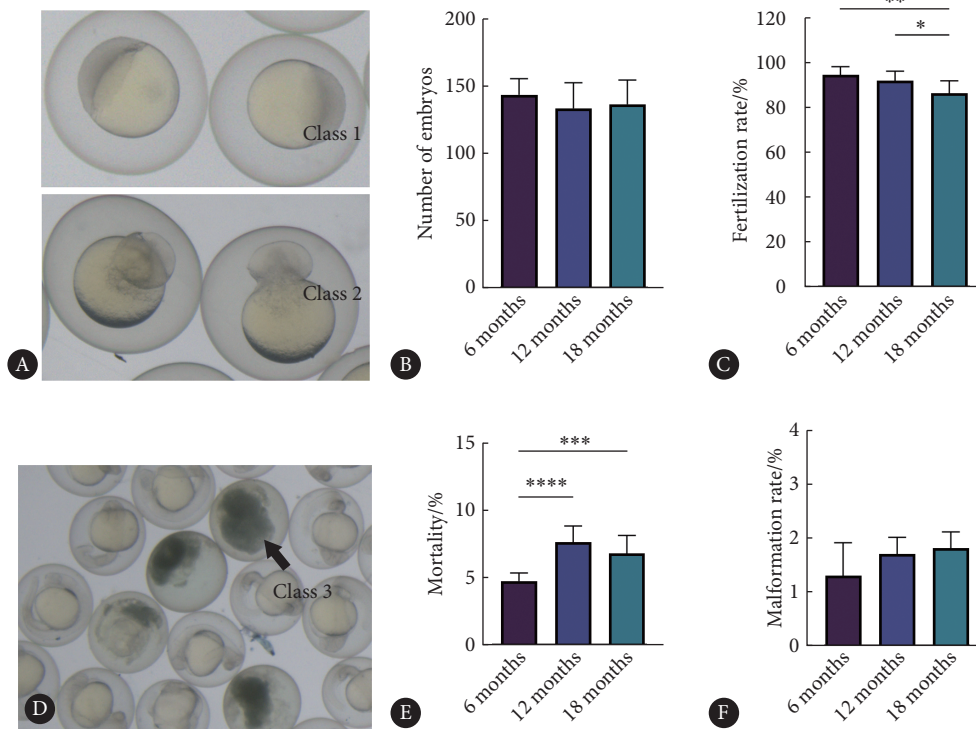 Class 1
Class 2
A
Number of embryos
200
150
100
50
0
6 months
12 months
18 months
B
Fertilization rate/%
120
100
80
60
40
20
0
**
*
6 months
12 months
18 months
C
Class 3
D
Mortality/%
15
10
5
0
***
****
6 months
12 months
18 months
E
Malformation rate/%
4
3
2
1
0
6 months
12 months
18 months
F